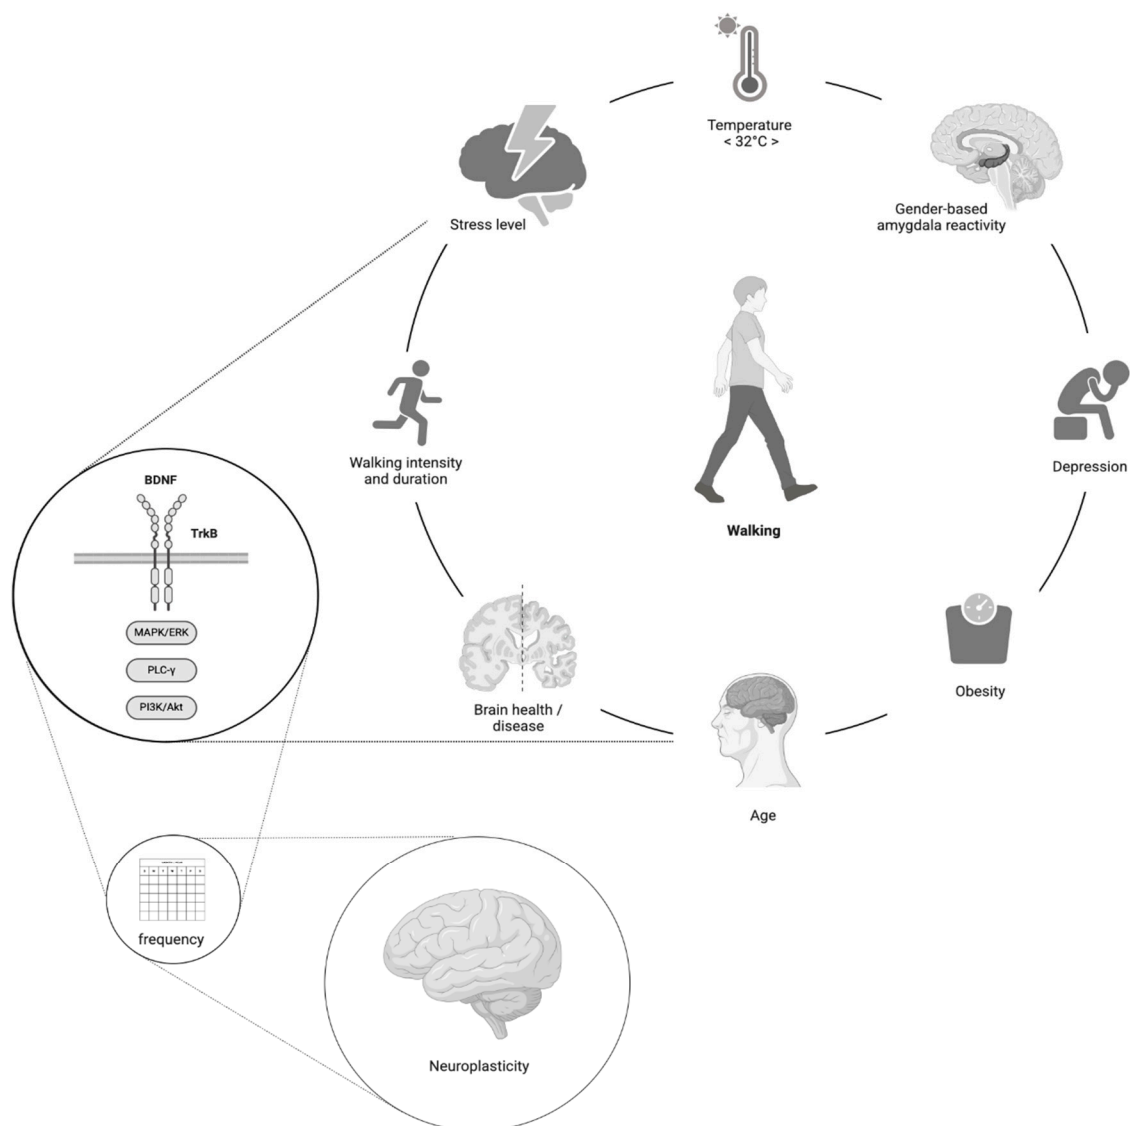 Temperature
< 32°C >
Gender-based
amygdala reactivity
Stress level
Depression
Walking intensity
and duration
Walking
BDNF
TrkB
MAPK/ERK
PLC-γ
PI3K/Akt
Obesity
Brain health /
disease
Age
frequency
Neuroplasticity